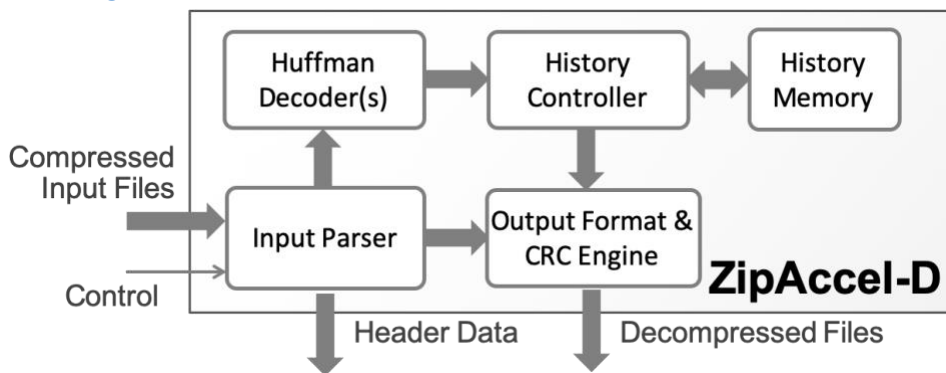 Huffman
Decoder(s)
History
Controller
History
Memory
Compressed
Input Files
Input Parser
Output Format &
CRC Engine
ZipAccel-D
Control
Header Data
Decompressed Files